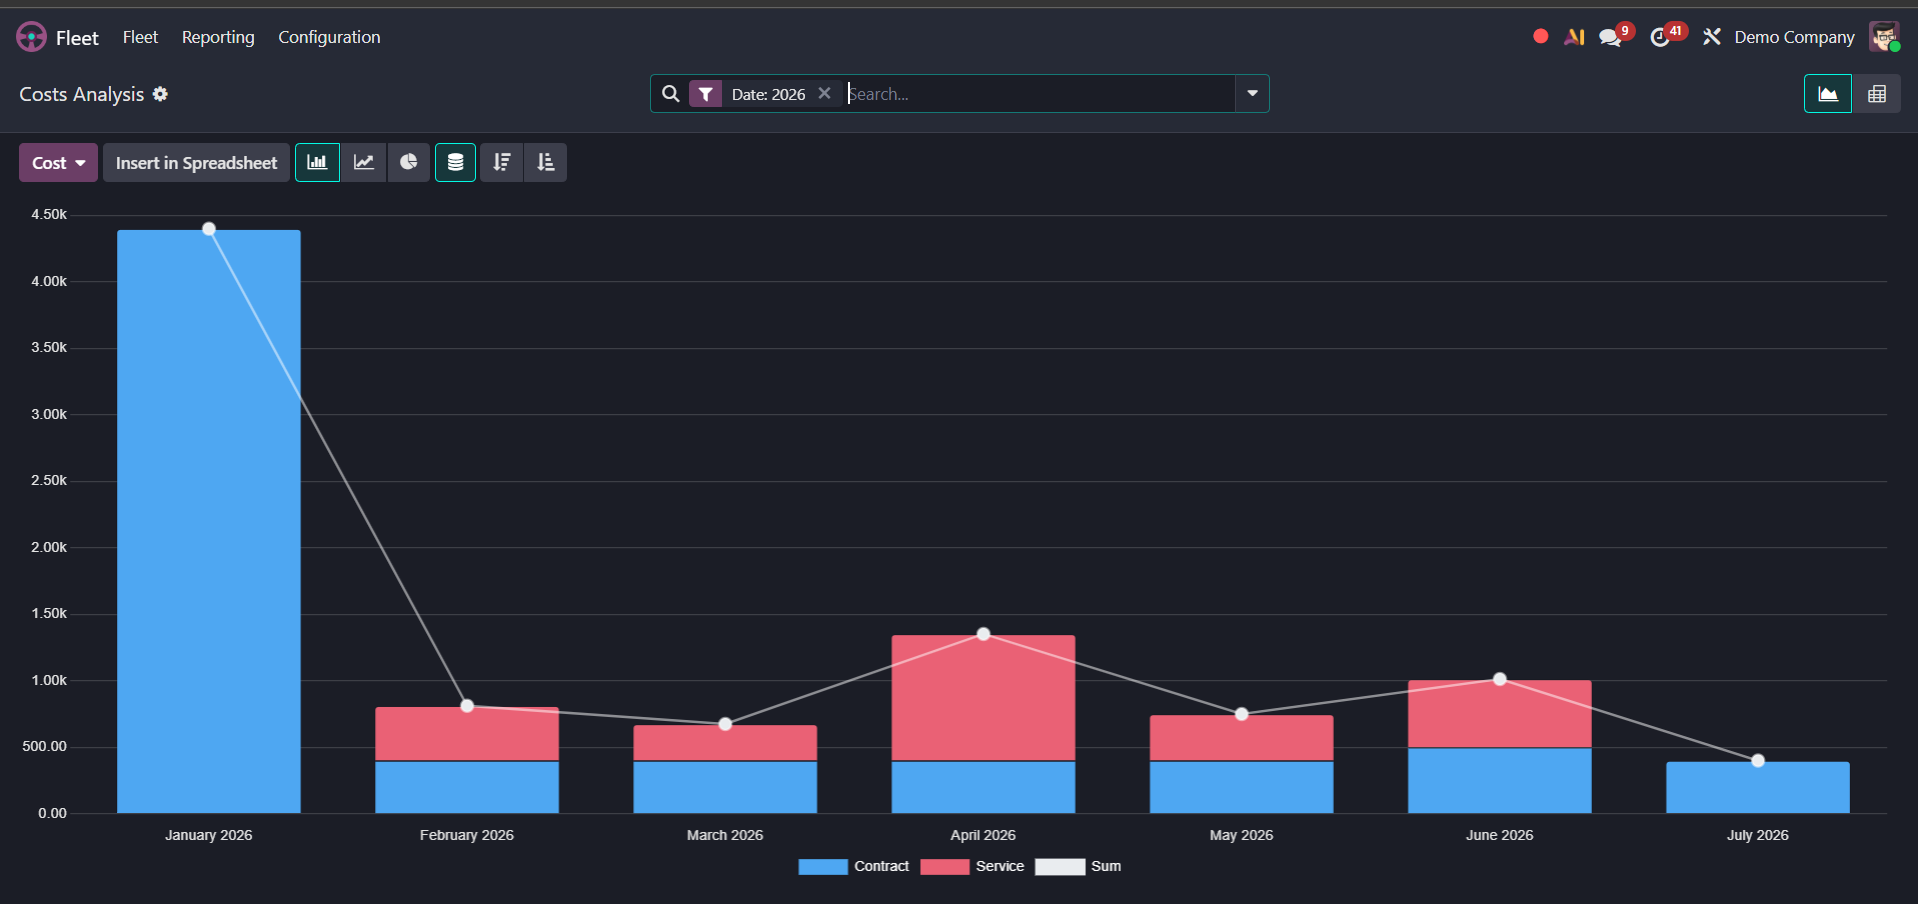 Fleet Fleet Reporting Configuration AI 9 41 Demo Company
Costs Analysis Date: 2026 Search...
Cost Insert in Spreadsheet
4.50k
4.00k
3.50k
3.00k
2.50k
2.00k
1.50k
1.00k
500.00
0.00
January 2026 February 2026 March 2026 April 2026 May 2026 June 2026 July 2026
Contract Service Sum